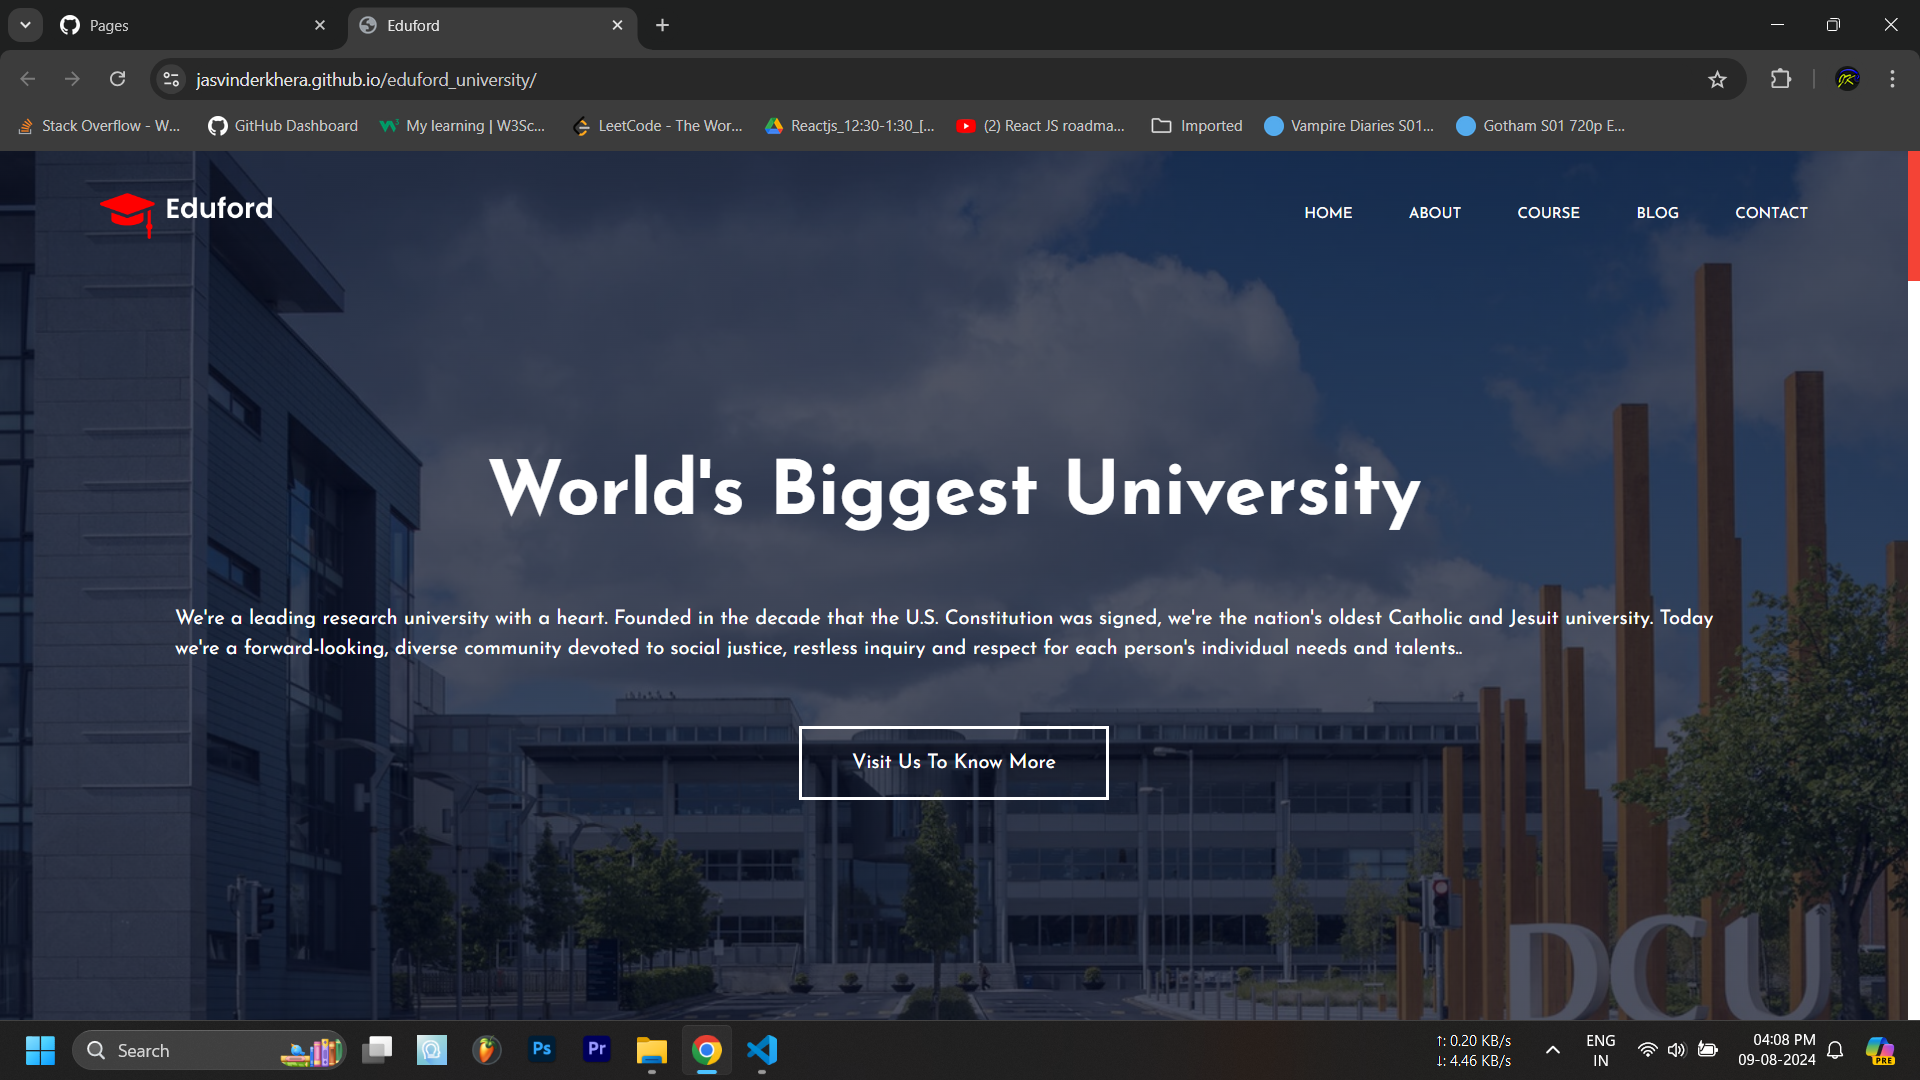 Pages
Eduford
jasvinderkhera.github.io/eduford_university/
Stack Overflow - W...
GitHub Dashboard
My learning | W3Sc...
LeetCode - The Wor...
Reactjs_12:30-1:30_[...
(2) React JS roadma...
Imported
Vampire Diaries S01...
Gotham S01 720p E...
Eduford
HOME
ABOUT
COURSE
BLOG
CONTACT
World's Biggest University
We're a leading research university with a heart. Founded in the decade that the U.S. Constitution was signed, we're the nation's oldest Catholic and Jesuit university. Today
we're a forward-looking, diverse community devoted to social justice, restless inquiry and respect for each person's individual needs and talents..
Visit Us To Know More
DCU
Search
Ps
Pr
↑: 0.20 KB/s
↓: 4.46 KB/s
ENG
IN
04:08 PM
09-08-2024
PRE